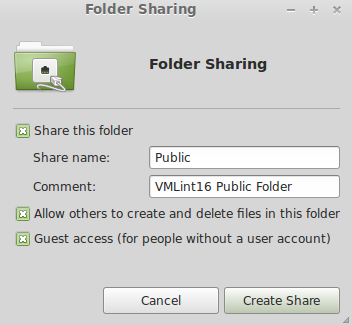 Folder Sharing
Folder Sharing
Share this folder
Share name: Public
Comment: VMLint16 Public Folder
Allow others to create and delete files in this folder
Guest access (for people without a user account)
Cancel Create Share